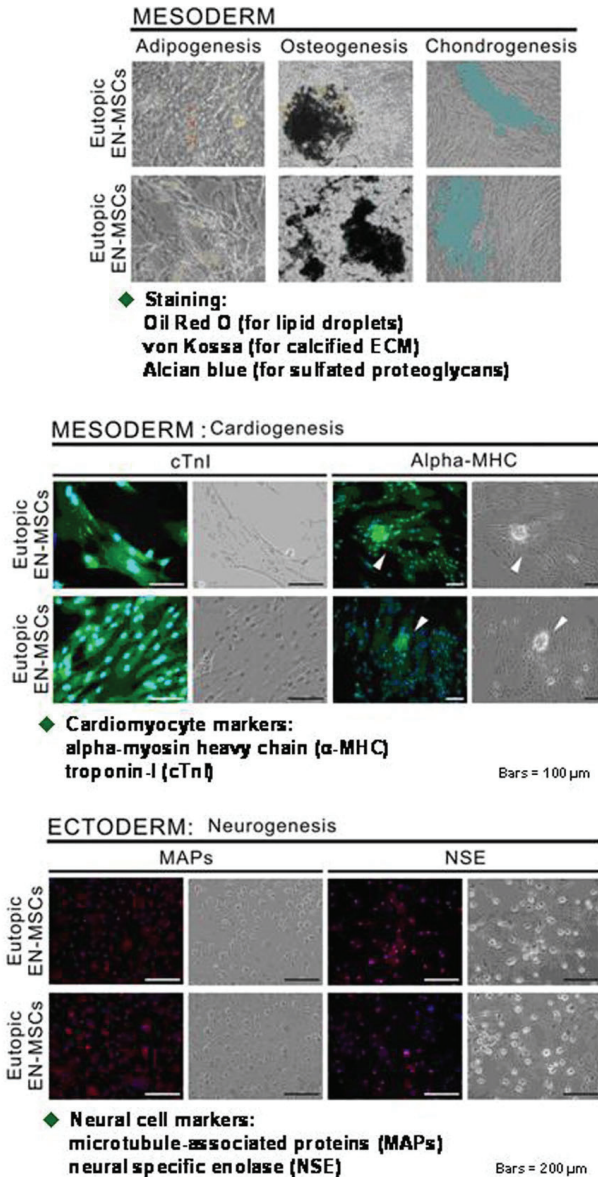 MESODERM
Adipogenesis Osteogenesis Chondrogenesis
Eutopic
EN-MSCs
Eutopic
EN-MSCs
◆ Staining:
Oil Red O (for lipid droplets)
von Kossa (for calcified ECM)
Alcian blue (for sulfated proteoglycans)
MESODERM : Cardiogenesis
cTnI Alpha-MHC
Eutopic
EN-MSCs
Eutopic
EN-MSCs
◆ Cardiomyocyte markers:
alpha-myosin heavy chain (α-MHC)
troponin-I (cTnI)
Bars = 100 µm
ECTODERM: Neurogenesis
MAPs NSE
Eutopic
EN-MSCs
Eutopic
EN-MSCs
◆ Neural cell markers:
microtubule-associated proteins (MAPs)
neural specific enolase (NSE)
Bars = 200 µm